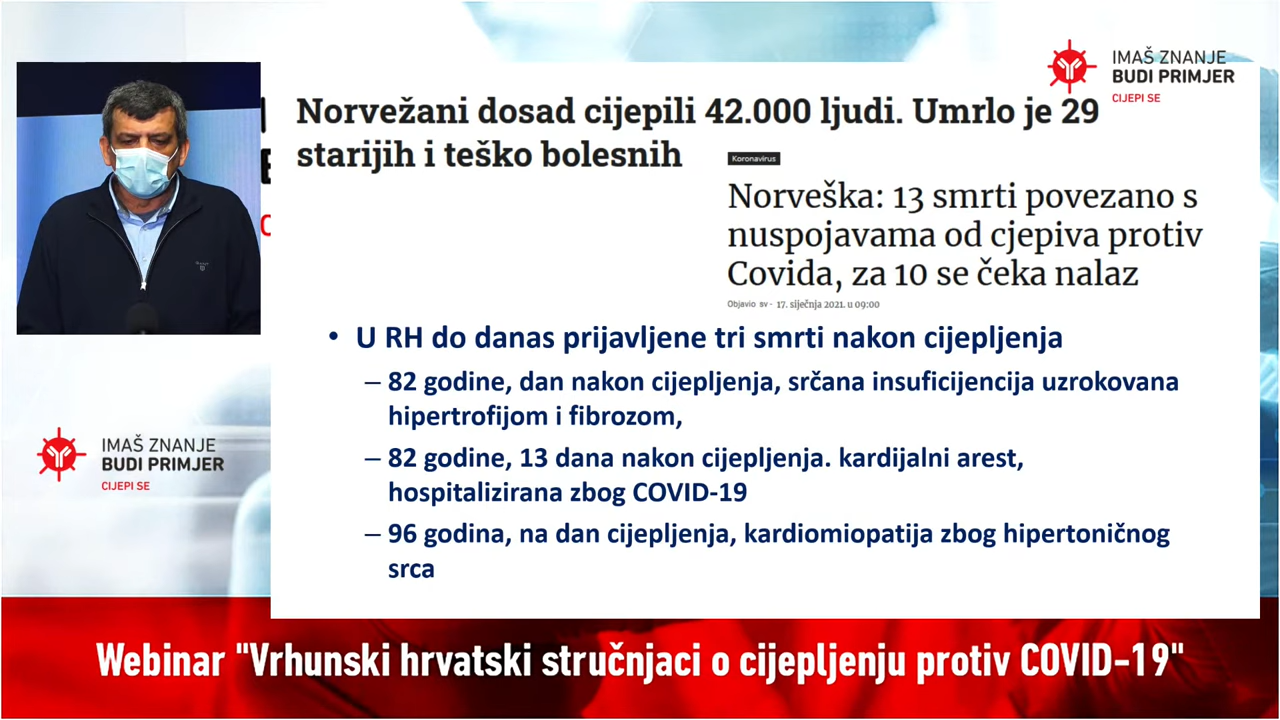 IMAŠ ZNANJE
BUDI PRIMJER
CIJEPI SE
Norvežani dosad cijepili 42.000 ljudi. Umrlo je 29
starijih i teško bolesnih
Koronavirus
Norveška: 13 smrti povezano s
nuspojavama od cjepiva protiv
Covida, za 10 se čeka nalaz
Objavio sv - 17. siječnja 2021. u 09:00
• U RH do danas prijavljene tri smrti nakon cijepljenja
– 82 godine, dan nakon cijepljenja, srčana insuficijencija uzrokovana
hipertrofijom i fibrozom,
– 82 godine, 13 dana nakon cijepljenja. kardijalni arest,
hospitalizirana zbog COVID-19
– 96 godina, na dan cijepljenja, kardiomiopatija zbog hipertoničnog
srca
IMAŠ ZNANJE
BUDI PRIMJER
CIJEPI SE
Webinar "Vrhunski hrvatski stručnjaci o cijepljenju protiv COVID-19"